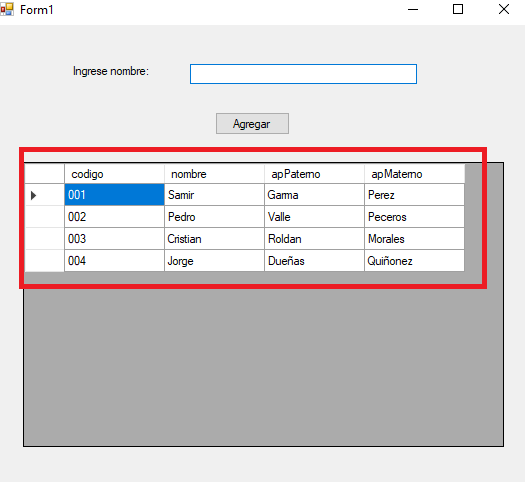 Form1
Ingrese nombre:
Agregar
codigo nombre apPaterno apMaterno
001 Samir Garma Perez
002 Pedro Valle Peceros
003 Cristian Roldan Morales
004 Jorge Dueñas Quiñonez